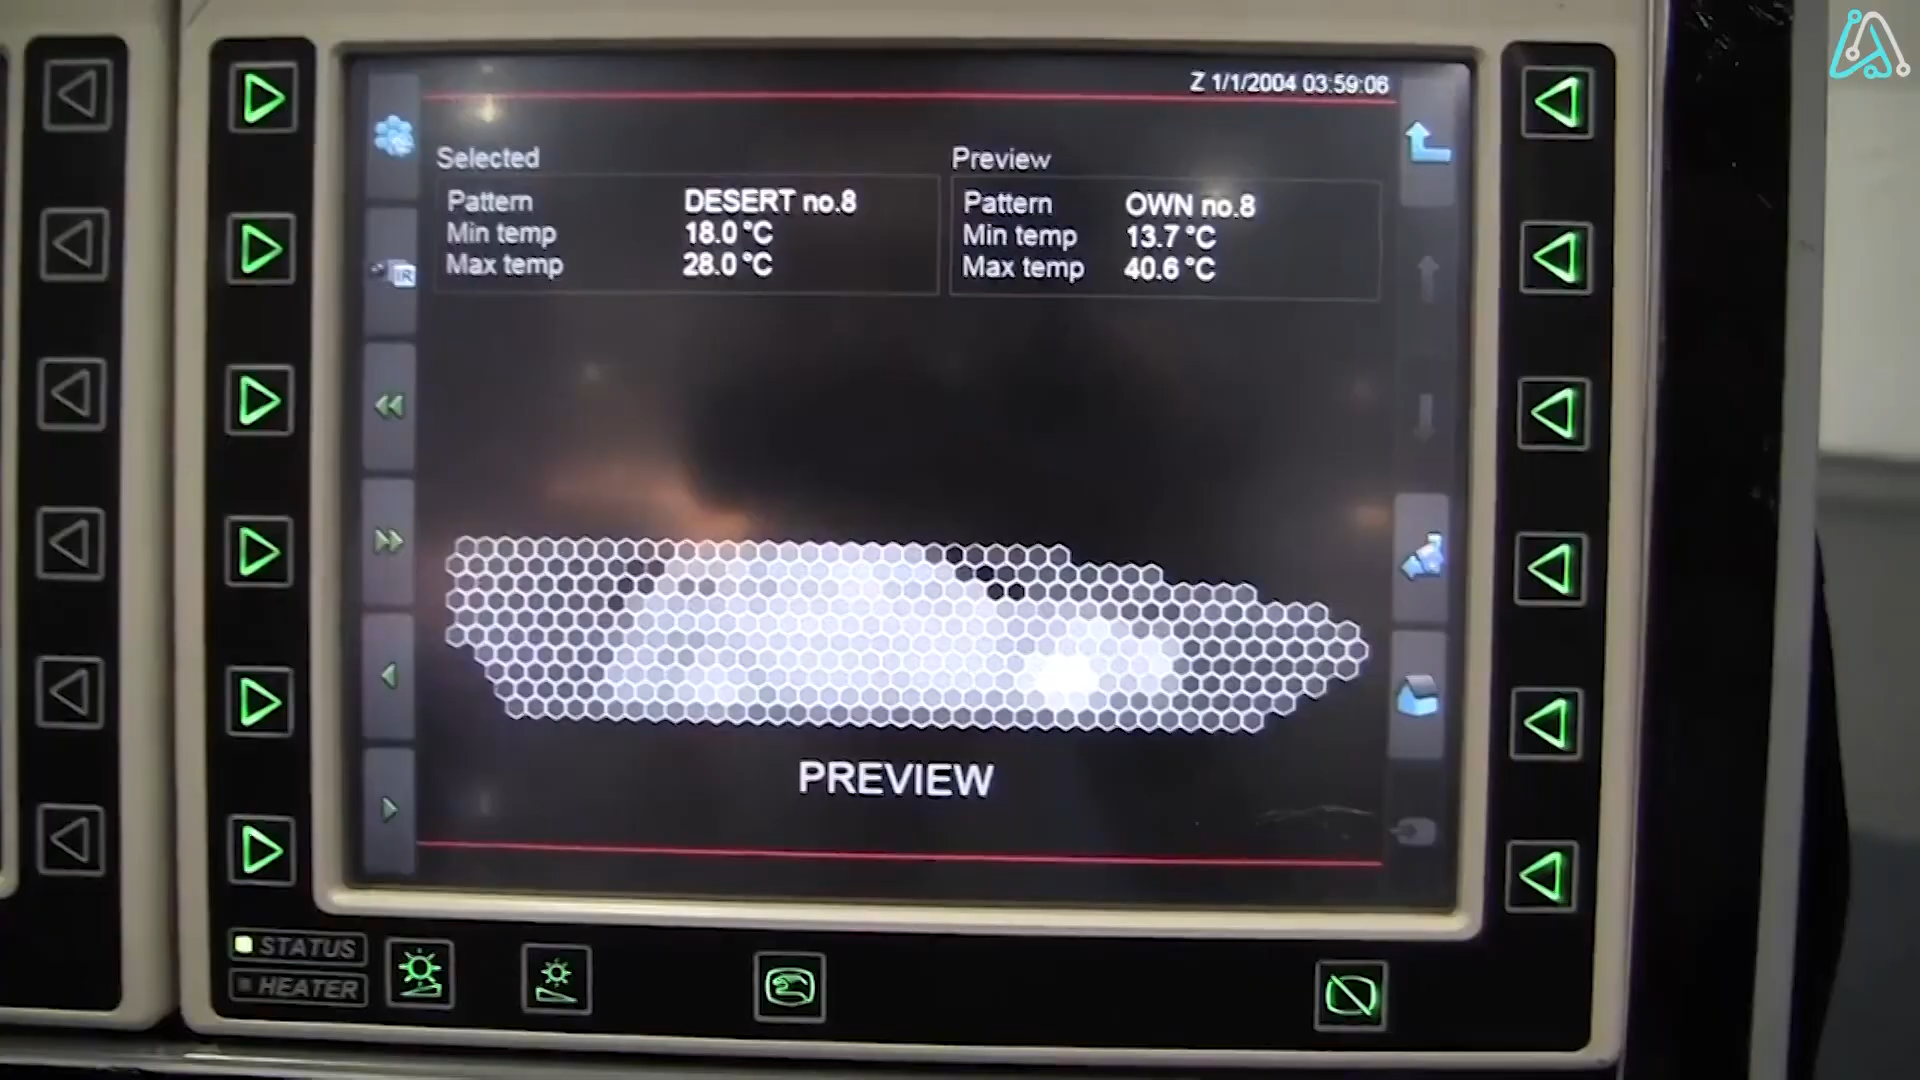 Z 1/1/2004 03:59:06
Selected
Pattern DESERT no.8
Min temp 18.0 °C
Max temp 28.0 °C
Preview
Pattern OWN no.8
Min temp 13.7 °C
Max temp 40.6 °C
IR
PREVIEW
STATUS
HEATER